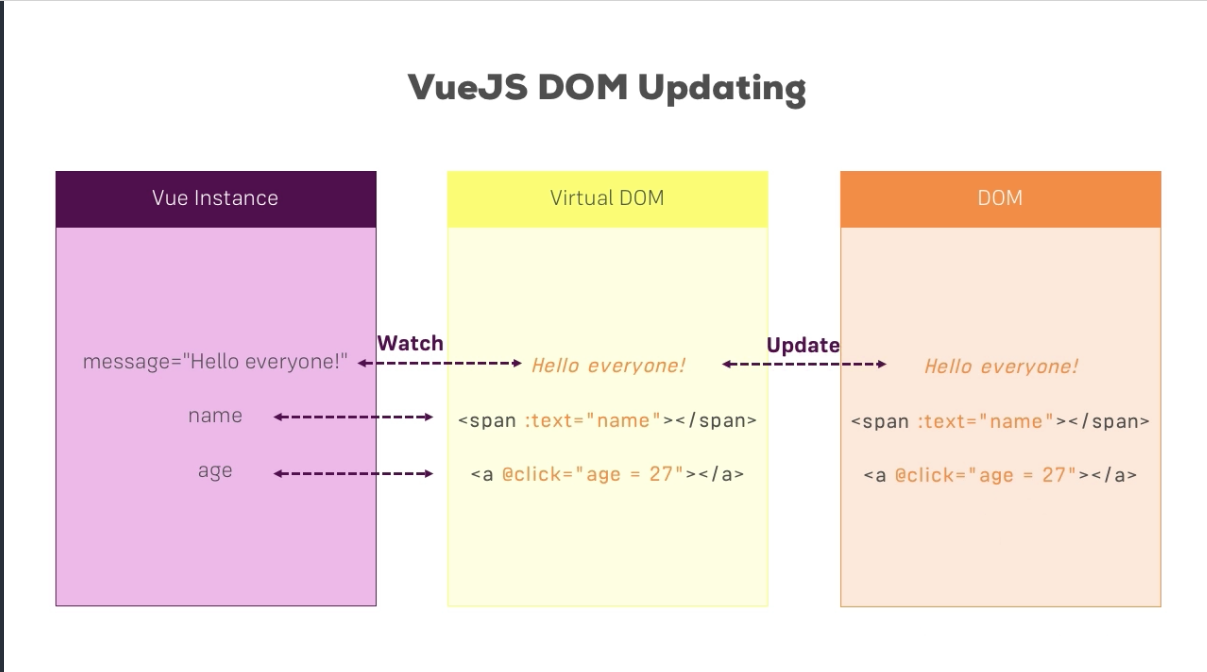 VueJS DOM Updating
Vue Instance
Virtual DOM
DOM
Watch
Update
message="Hello everyone!"
Hello everyone!
Hello everyone!
name
<span :text="name"></span>
<span :text="name"></span>
age
<a @click="age = 27"></a>
<a @click="age = 27"></a>